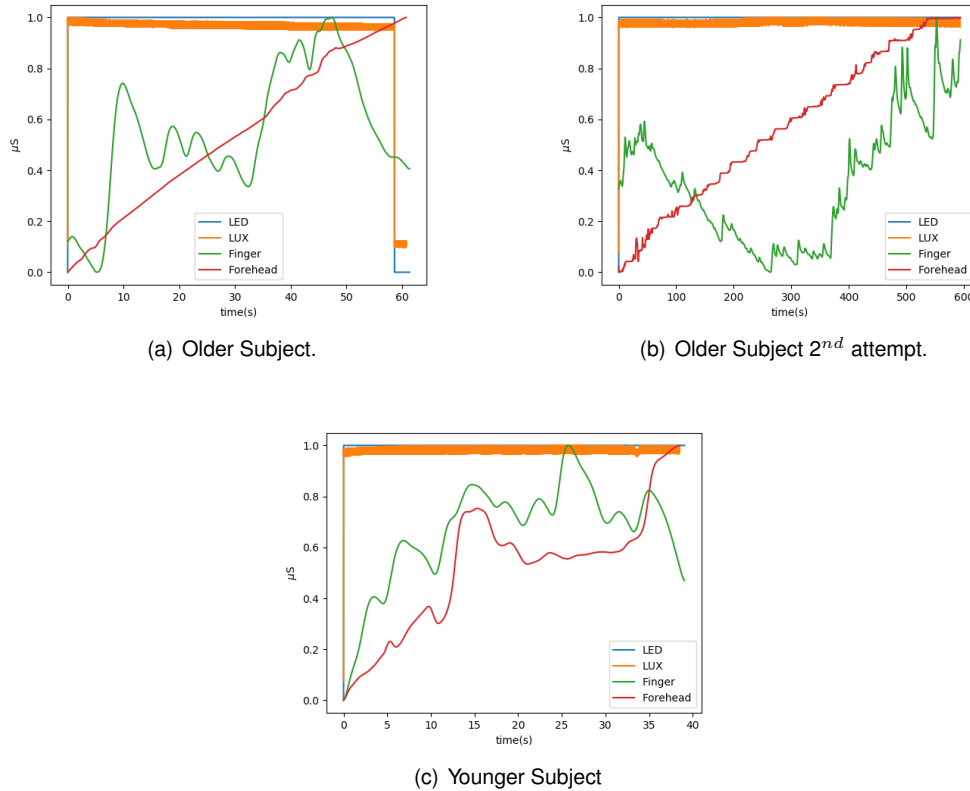 1.0
0.8
0.6
0.4
0.2
0.0
μS
LED
LUX
Finger
Forehead
0 10 20 30 40 50 60
time(s)
(a) Older Subject.
1.0
0.8
0.6
0.4
0.2
0.0
μS
LED
LUX
Finger
Forehead
0 100 200 300 400 500 600
time(s)
(b) Older Subject 2nd attempt.
1.0
0.8
0.6
0.4
0.2
0.0
μS
LED
LUX
Finger
Forehead
0 5 10 15 20 25 30 35 40
time(s)
(c) Younger Subject